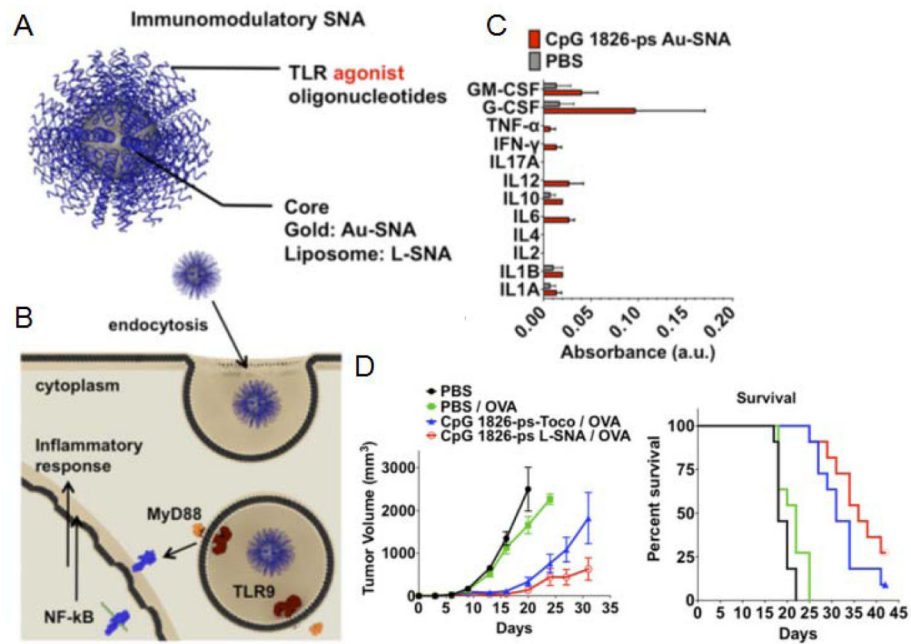 A
Immunomodulatory SNA
TLR agonist
oligonucleotides
Core
Gold: Au-SNA
Liposome: L-SNA
B
endocytosis
cytoplasm
Inflammatory
response
MyD88
TLR9
NF-kB
C
CpG 1826-ps Au-SNA
PBS
GM-CSF
G-CSF
TNF-α
IFN-γ
IL17A
IL12
IL10
IL6
IL4
IL2
IL1B
IL1A
0.00
0.05
0.10
0.15
0.20
Absorbance (a.u.)
D
PBS
PBS / OVA
CpG 1826-ps-Toco / OVA
CpG 1826-ps L-SNA / OVA
Tumor Volume (mm³)
3000
2000
1000
0
0 5 10 15 20 25 30 35
Days
Survival
Percent survival
100
75
50
25
0
0 5 10 15 20 25 30 35 40 45
Days